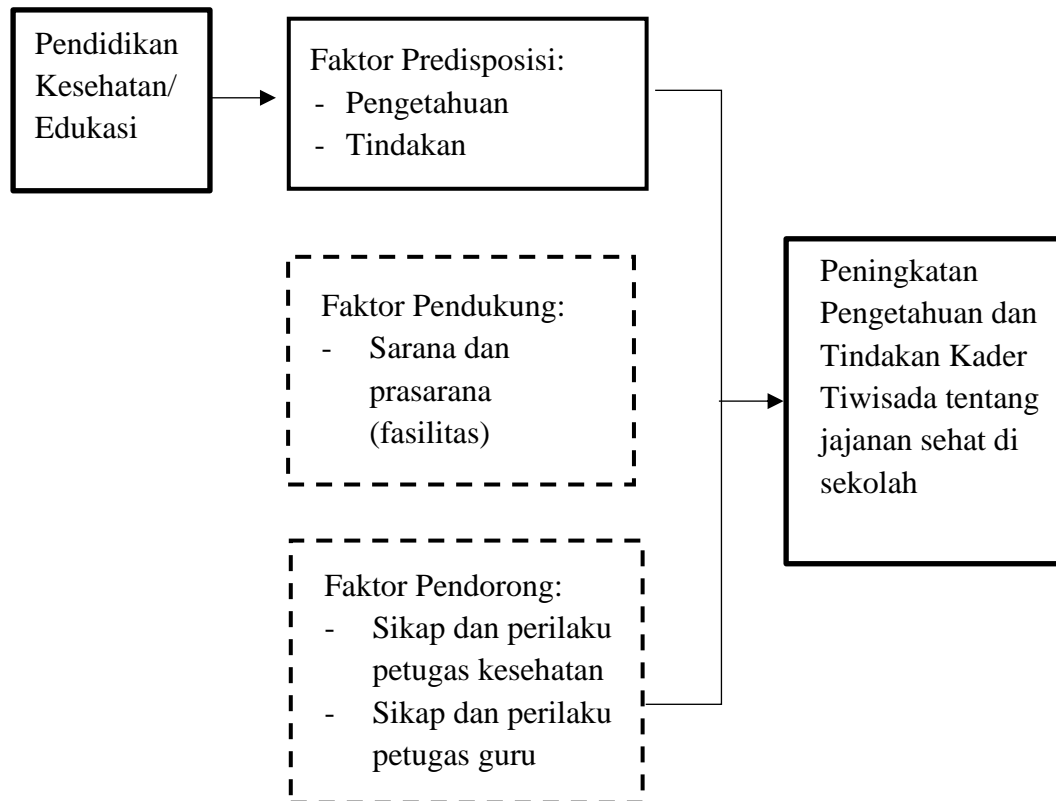 Pendidikan
Kesehatan/
Edukasi
Faktor Predisposisi:
- Pengetahuan
- Tindakan
Faktor Pendukung:
- Sarana dan
prasarana
(fasilitas)
Faktor Pendorong:
- Sikap dan perilaku
petugas kesehatan
- Sikap dan perilaku
petugas guru
Peningkatan
Pengetahuan dan
Tindakan Kader
Tiwisada tentang
jajanan sehat di
sekolah